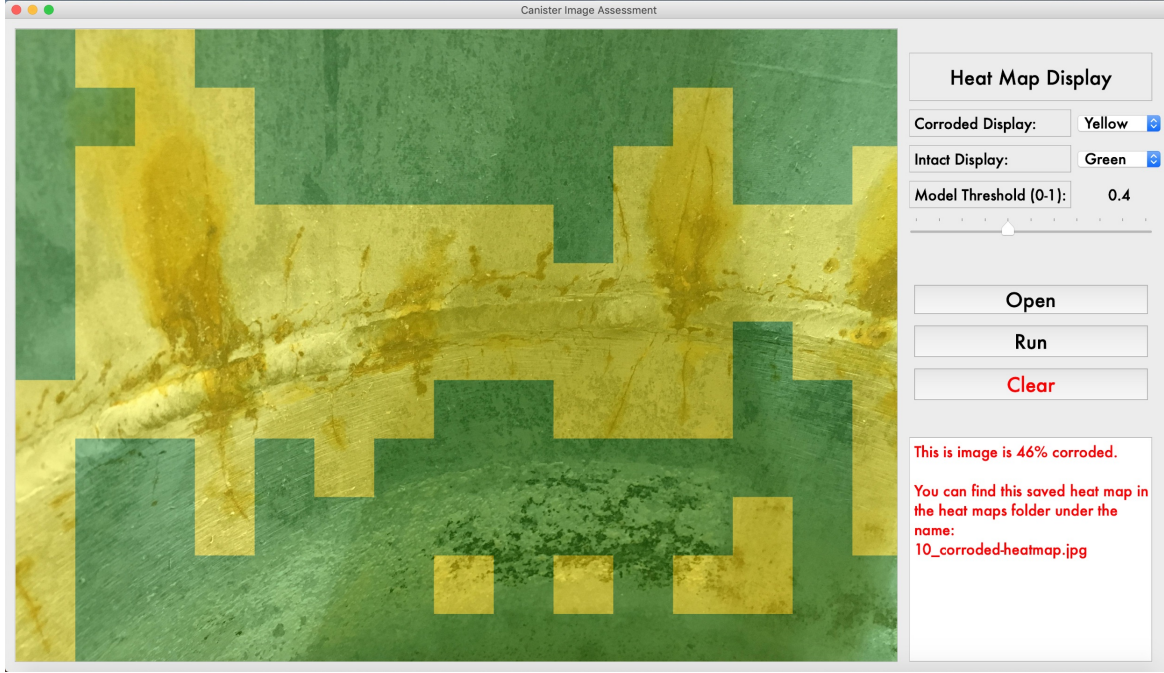 Canister Image Assessment
Heat Map Display
Corroded Display:
Yellow
Intact Display:
Green
Model Threshold (0-1):
0.4
Open
Run
Clear
This is image is 46% corroded.
You can find this saved heat map in
the heat maps folder under the
name:
10_corroded-heatmap.jpg